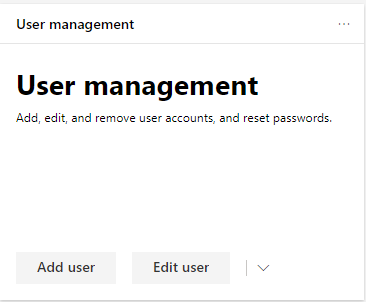 User management
User management
Add, edit, and remove user accounts, and reset passwords.
Add user
Edit user